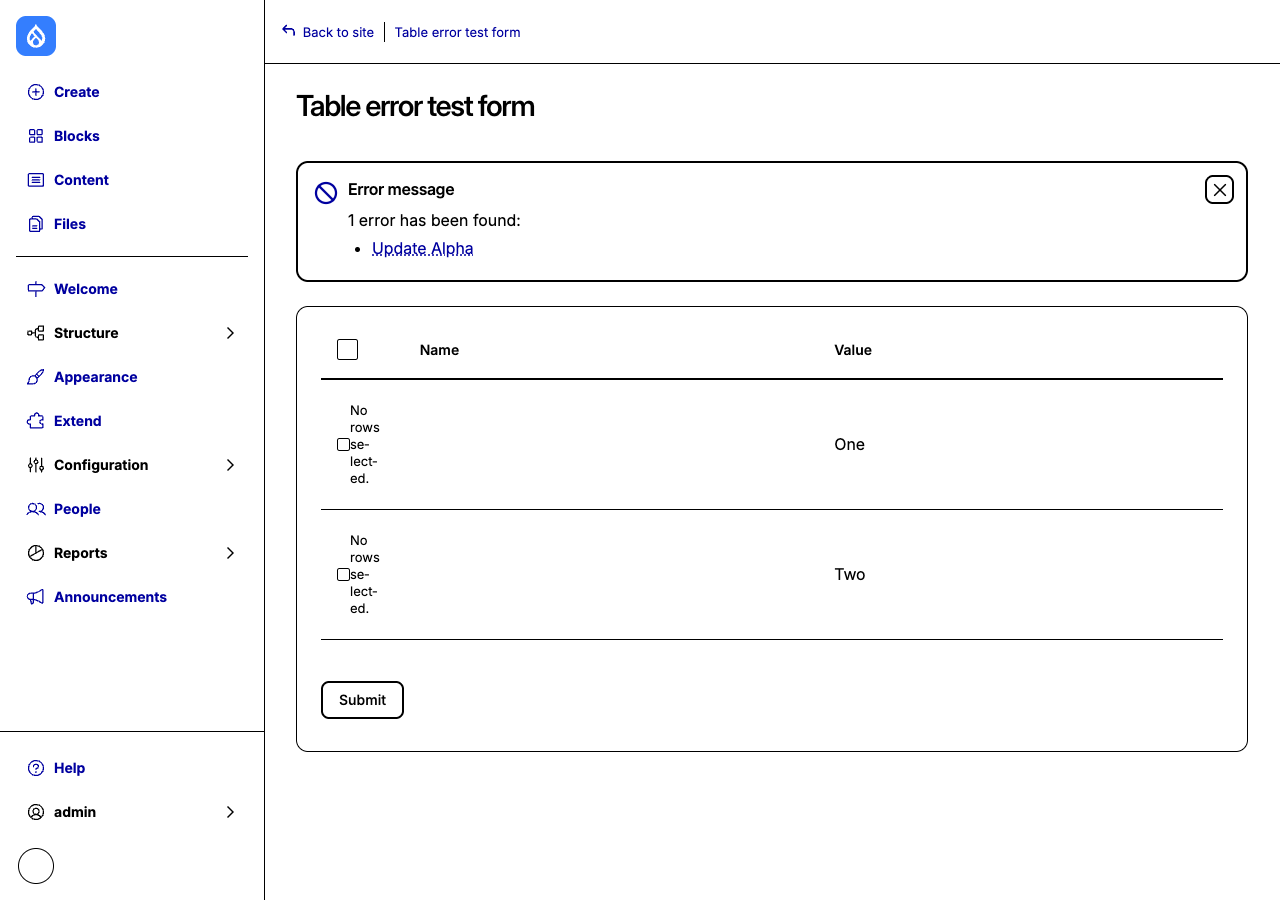 Back to site
Table error test form
Create
Blocks
Content
Files
Welcome
Structure
Appearance
Extend
Configuration
People
Reports
Announcements
Help
admin
Table error test form
Error message
1 error has been found:
Update Alpha
Name
Value
No
rows
se-
lect-
ed.
One
No
rows
se-
lect-
ed.
Two
Submit